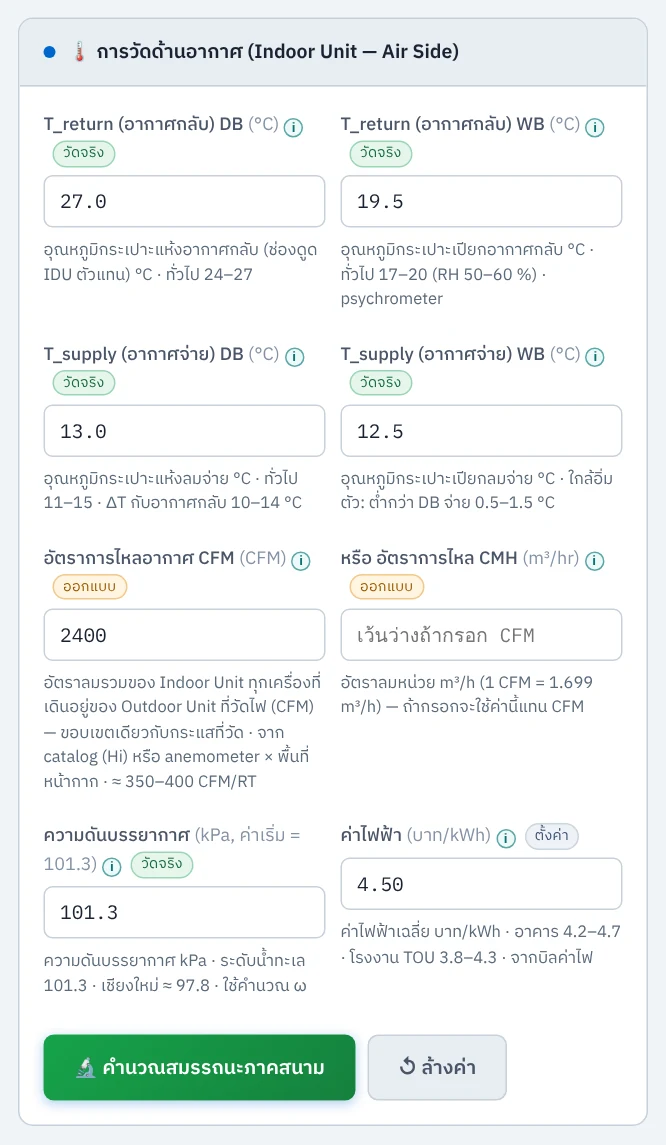 🌡️ การวัดด้านอากาศ (Indoor Unit — Air Side)
T_return (อากาศกลับ) DB (°C) i
วัดจริง
27.0
อุณหภูมิกระเปาะแห้งอากาศกลับ (ช่องดูด
IDU ตัวแทน) °C · ทั่วไป 24–27
T_return (อากาศกลับ) WB (°C) i
วัดจริง
19.5
อุณหภูมิกระเปาะเปียกอากาศกลับ °C ·
ทั่วไป 17–20 (RH 50–60 %) ·
psychrometer
T_supply (อากาศจ่าย) DB (°C) i
วัดจริง
13.0
อุณหภูมิกระเปาะแห้งลมจ่าย °C · ทั่วไป
11–15 · ΔT กับอากาศกลับ 10–14 °C
T_supply (อากาศจ่าย) WB (°C) i
วัดจริง
12.5
อุณหภูมิกระเปาะเปียกลมจ่าย °C · ใกล้อิ่ม
ตัว: ต่ำกว่า DB จ่าย 0.5–1.5 °C
อัตราการไหลอากาศ CFM (CFM) i
ออกแบบ
2400
อัตราลมรวมของ Indoor Unit ทุกเครื่องที่
เดินอยู่ของ Outdoor Unit ที่วัดไฟ (CFM)
— ขอบเขตเดียวกับกระแสที่วัด · จาก
catalog (Hi) หรือ anemometer × พื้นที่
หน้ากาก · ≈ 350–400 CFM/RT
หรือ อัตราการไหล CMH (m³/hr) i
ออกแบบ
เว้นว่างถ้ากรอก CFM
อัตราลมหน่วย m³/h (1 CFM = 1.699
m³/h) — ถ้ากรอกจะใช้ค่านี้แทน CFM
ความดันบรรยากาศ (kPa, ค่าเริ่ม =
101.3) i วัดจริง
101.3
ความดันบรรยากาศ kPa · ระดับน้ำทะเล
101.3 · เชียงใหม่ ≈ 97.8 · ใช้คำนวณ ω
ค่าไฟฟ้า (บาท/kWh) i ตั้งค่า
4.50
ค่าไฟฟ้าเฉลี่ย บาท/kWh · อาคาร 4.2–4.7
· โรงงาน TOU 3.8–4.3 · จากบิลค่าไฟ
🔬 คำนวณสมรรถนะภาคสนาม
↺ ล้างค่า